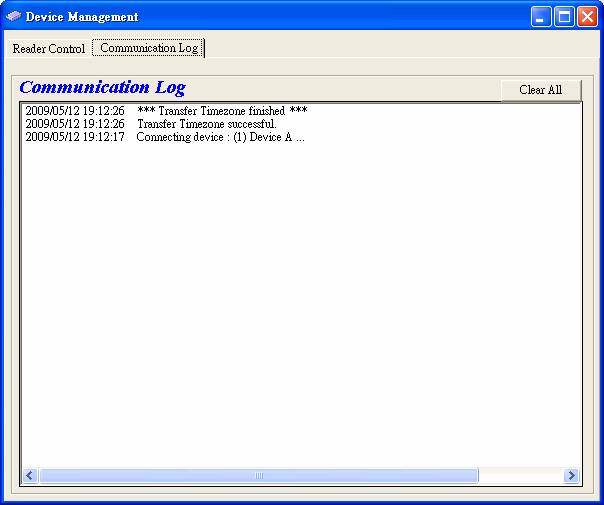 Device Management
Reader Control Communication Log
Communication Log Clear All
2009/05/12 19:12:26 *** Transfer Timezone finished ***
2009/05/12 19:12:26 Transfer Timezone successful.
2009/05/12 19:12:17 Connecting device : (1) Device A ...